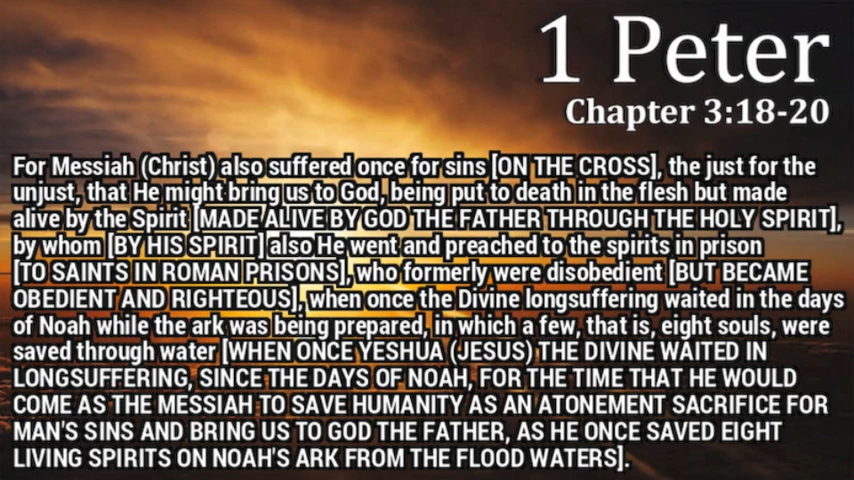 1 Peter
Chapter 3:18-20
For Messiah (Christ) also suffered once for sins [ON THE CROSS], the just for the
unjust, that He might bring us to God, being put to death in the flesh but made
alive by the Spirit [MADE ALIVE BY GOD THE FATHER THROUGH THE HOLY SPIRIT],
by whom [BY HIS SPIRIT] also He went and preached to the spirits in prison
[TO SAINTS IN ROMAN PRISONS], who formerly were disobedient [BUT BECAME
OBEDIENT AND RIGHTEOUS], when once the Divine longsuffering waited in the days
of Noah while the ark was being prepared, in which a few, that is, eight souls, were
saved through water [WHEN ONCE YESHUA (JESUS) THE DIVINE WAITED IN
LONGSUFFERING, SINCE THE DAYS OF NOAH, FOR THE TIME THAT HE WOULD
COME AS THE MESSIAH TO SAVE HUMANITY AS AN ATONEMENT SACRIFICE FOR
MAN'S SINS AND BRING US TO GOD THE FATHER, AS HE ONCE SAVED EIGHT
LIVING SPIRITS ON NOAH'S ARK FROM THE FLOOD WATERS].